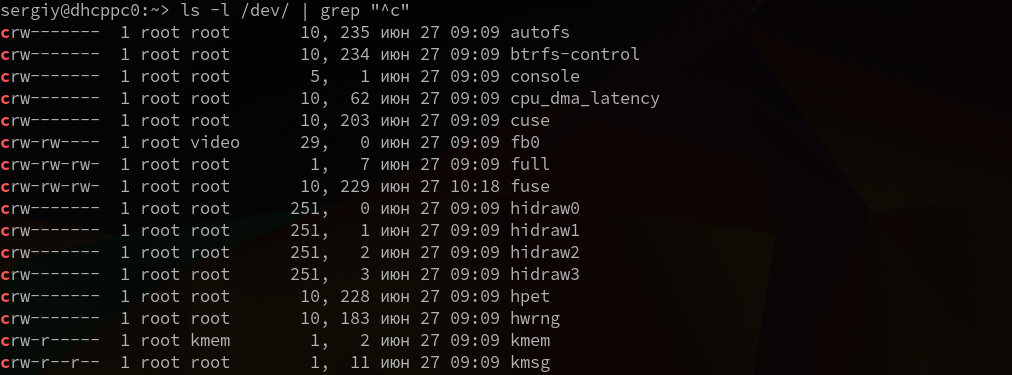 sergiy@dhcppc0:~> ls -l /dev/ | grep "^c"
crw-------  1 root root       10, 235 июн 27 09:09 autofs
crw-------  1 root root       10, 234 июн 27 09:09 btrfs-control
crw-------  1 root root        5,   1 июн 27 09:09 console
crw-------  1 root root       10,  62 июн 27 09:09 cpu_dma_latency
crw-------  1 root root       10, 203 июн 27 09:09 cuse
crw-rw----  1 root video      29,   0 июн 27 09:09 fb0
crw-rw-rw-  1 root root        1,   7 июн 27 09:09 full
crw-rw-rw-  1 root root       10, 229 июн 27 10:18 fuse
crw-------  1 root root      251,   0 июн 27 09:09 hidraw0
crw-------  1 root root      251,   1 июн 27 09:09 hidraw1
crw-------  1 root root      251,   2 июн 27 09:09 hidraw2
crw-------  1 root root      251,   3 июн 27 09:09 hidraw3
crw-------  1 root root       10, 228 июн 27 09:09 hpet
crw-------  1 root root       10, 183 июн 27 09:09 hwrng
crw-r-----  1 root kmem        1,   2 июн 27 09:09 kmem
crw-r--r--  1 root root        1,  11 июн 27 09:09 kmsg